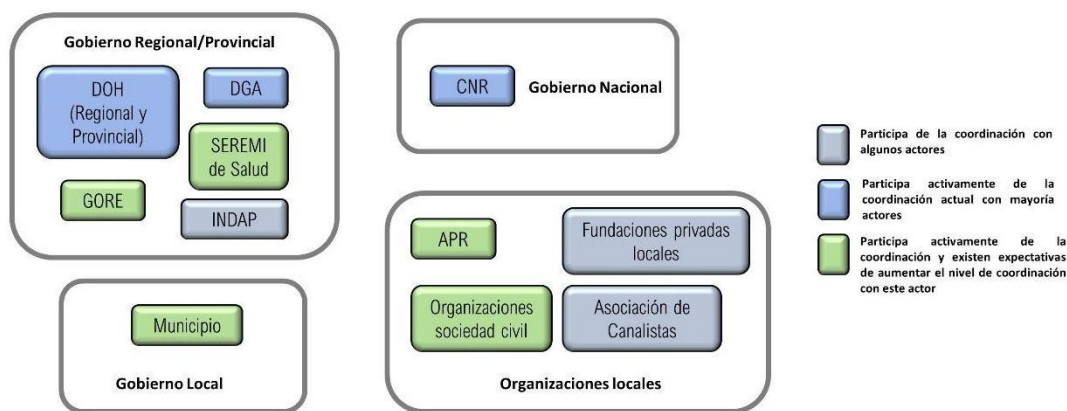 Gobierno Regional/Provincial
DOH
(Regional y
Provincial)
DGA
SEREMI
de Salud
GORE
INDAP
CNR
Gobierno Nacional
Municipio
Gobierno Local
APR
Fundaciones privadas
locales
Organizaciones
sociedad civil
Asociación de
Canalistas
Organizaciones locales
Participa de la coordinación con
algunos actores
Participa activamente de la
coordinación actual con mayoría
actores
Participa activamente de la
coordinación y existen expectativas
de aumentar el nivel de coordinación
con este actor